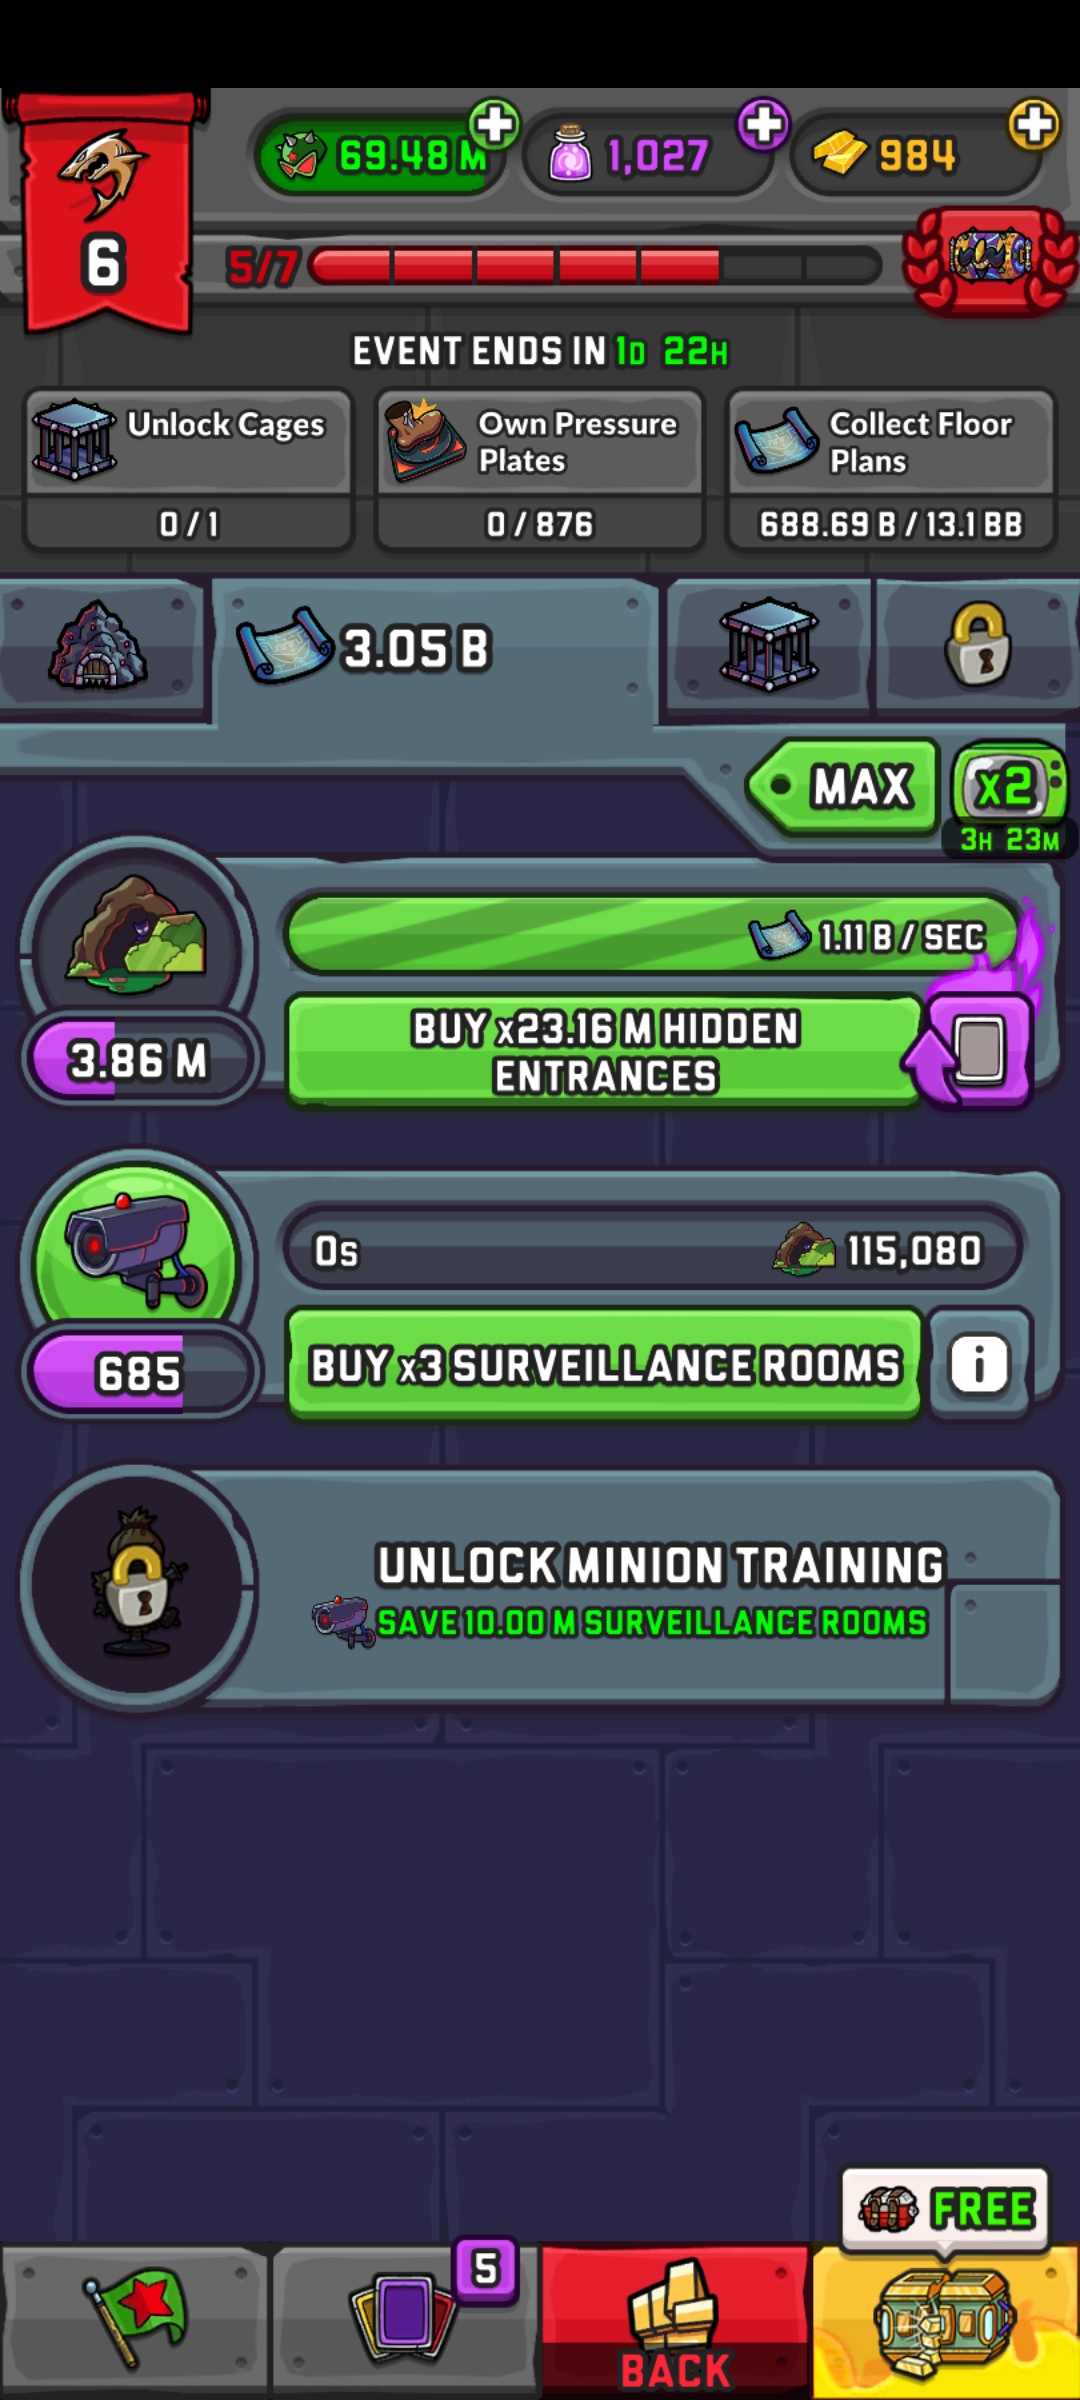 69.48 M
1,027
984
6
5/7
EVENT ENDS IN 1D 22H
Unlock Cages
0 / 1
Own Pressure
Plates
0 / 876
Collect Floor
Plans
688.69 B / 13.1 BB
3.05 B
MAX
x2
3H 23M
1.11 B / SEC
BUY x23.16 M HIDDEN
ENTRANCES
3.86 M
0s
115,080
BUY x3 SURVEILLANCE ROOMS
i
685
UNLOCK MINION TRAINING
SAVE 10.00 M SURVEILLANCE ROOMS
FREE
5
BACK